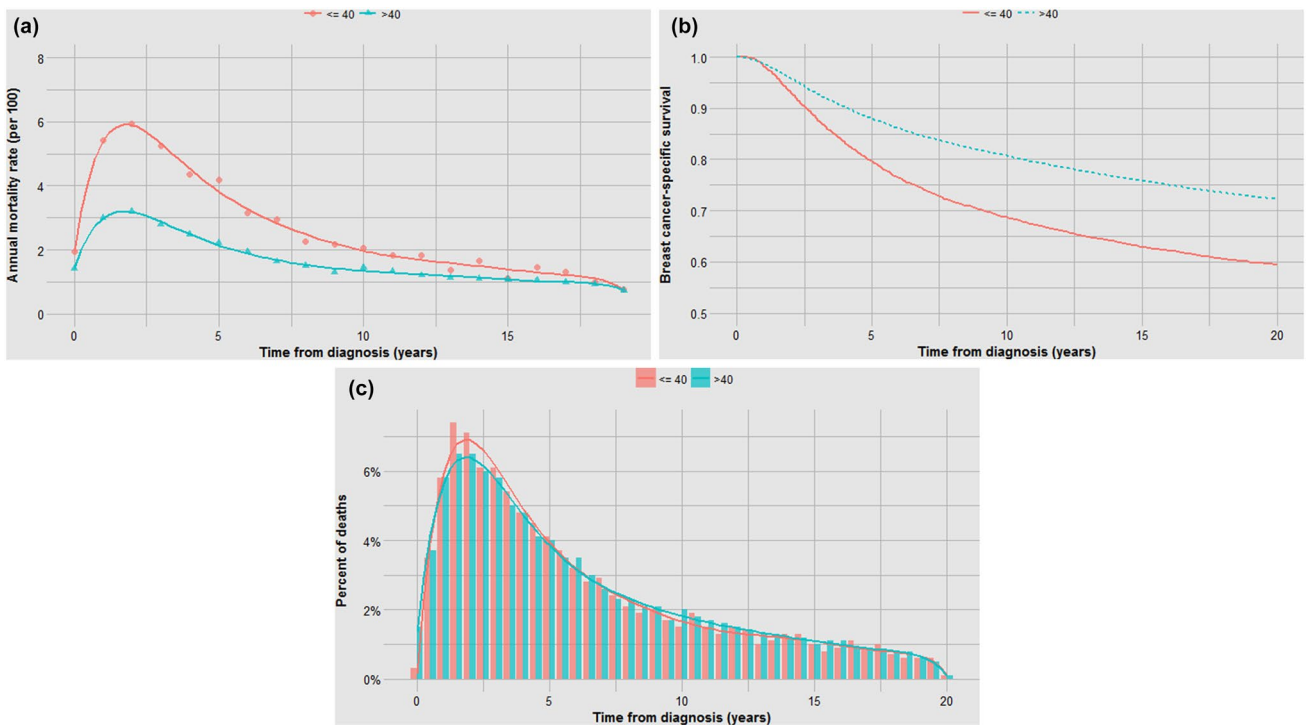 (a)
<= 40 >40
Annual mortality rate (per 100)
8
6
4
2
0
0 5 10 15
Time from diagnosis (years)
(b)
<= 40 >40
Breast cancer-specific survival
1.0
0.9
0.8
0.7
0.6
0.5
0 5 10 15 20
Time from diagnosis (years)
(c)
<= 40 >40
Percent of deaths
6%
4%
2%
0%
0 5 10 15 20
Time from diagnosis (years)